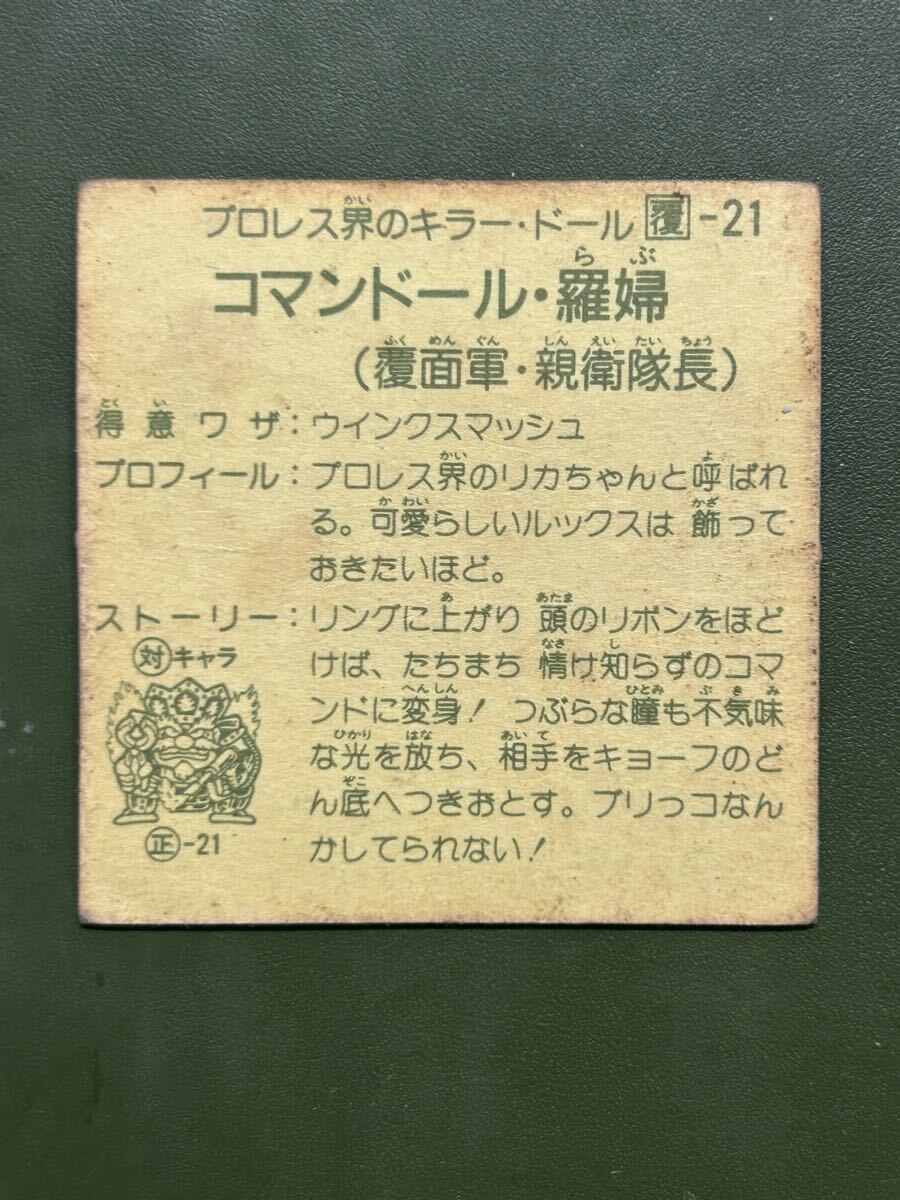 プロレス界のキラー・ドール 覆-21
コマンドール・羅婦
(覆面軍・親衛隊長)
得意ワザ:ウインクスマッシュ
プロフィール:プロレス界のリカちゃんと呼ばれ
る。可愛らしいルックスは飾って
おきたいほど。
ストーリー:リングに上がり頭のリボンをほど
けば、たちまち情け知らずのコマ
ンドに変身!つぶらな瞳も不気味
な光を放ち、相手をキョーフのど
ん底へつきおとす。ブリっコなん
かしてられない!
対キャラ
正-21